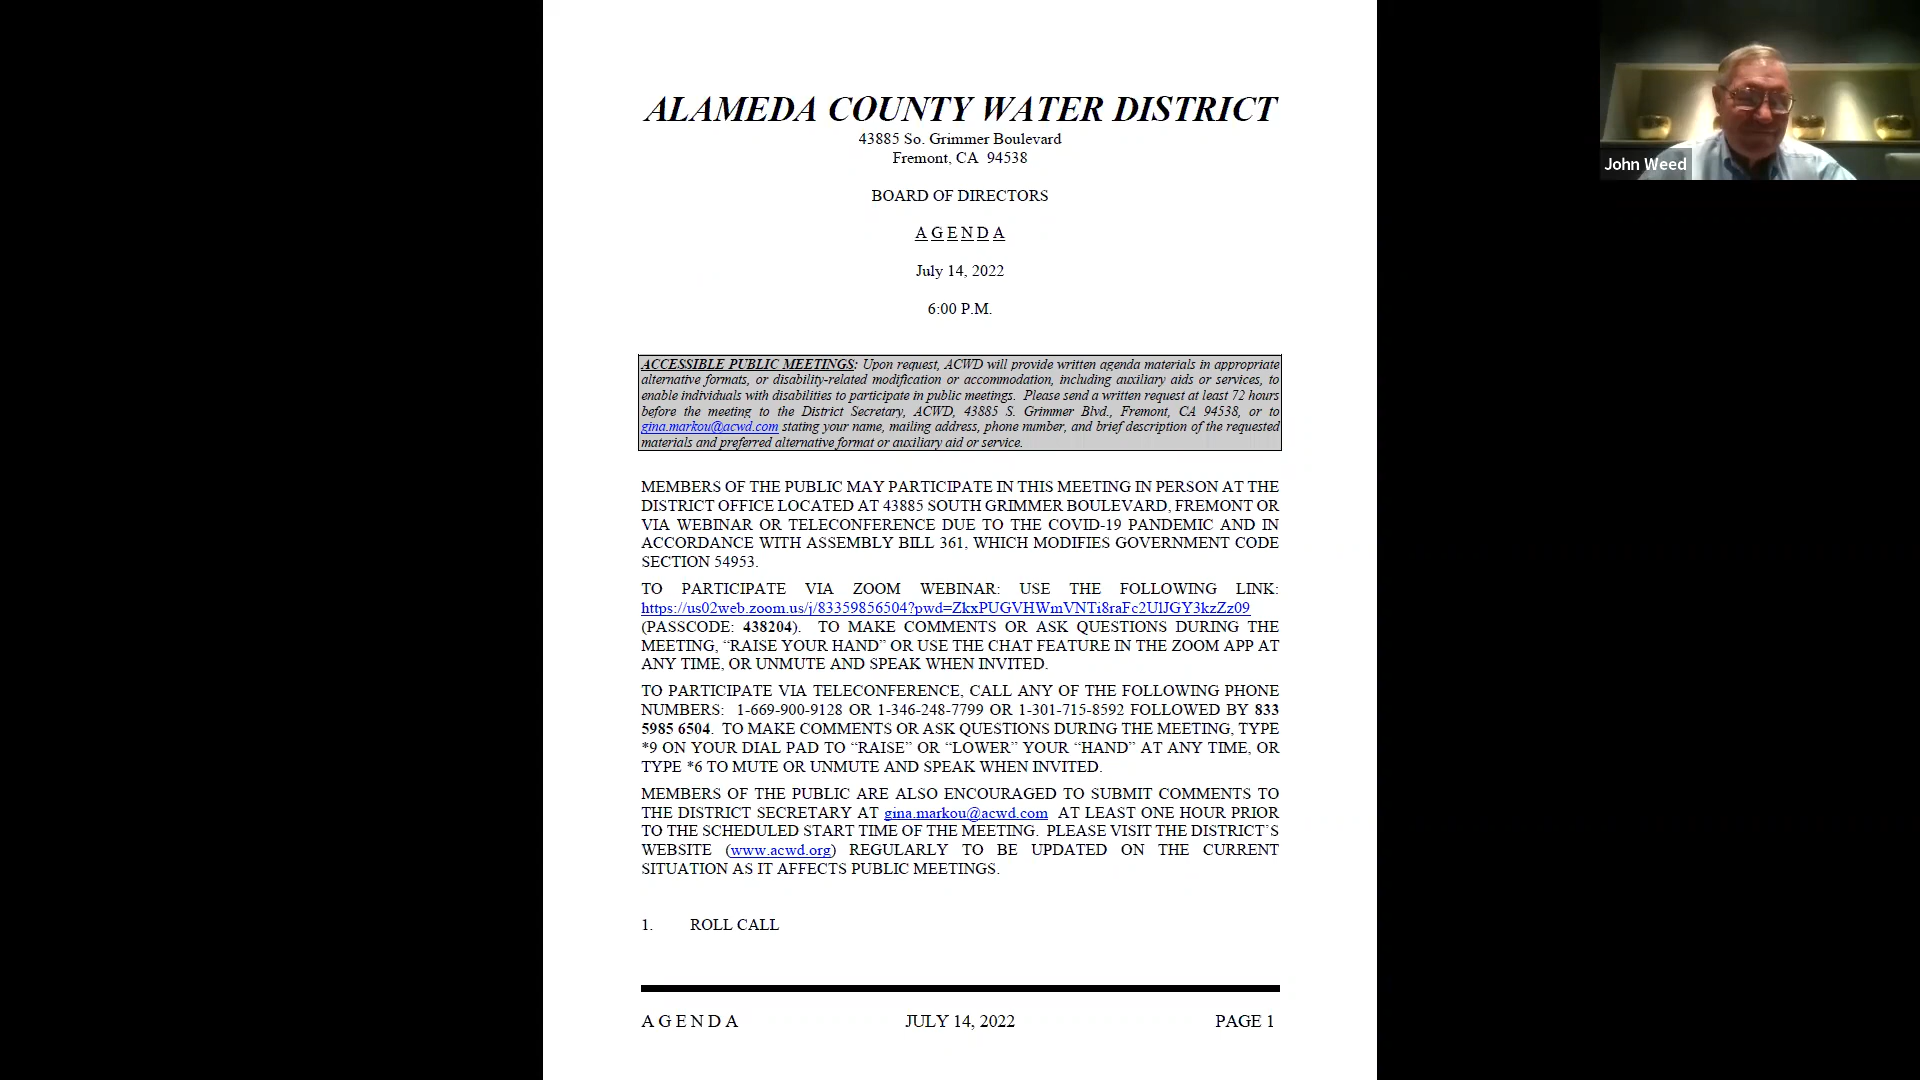 ALAMEDA COUNTY WATER DISTRICT
43885 So. Grimmer Boulevard
Fremont, CA  94538
BOARD OF DIRECTORS
A G E N D A
July 14, 2022
6:00 P.M.
ACCESSIBLE PUBLIC MEETINGS: Upon request, ACWD will provide written agenda materials in appropriate
alternative formats, or disability-related modification or accommodation, including auxiliary aids or services, to
enable individuals with disabilities to participate in public meetings.  Please send a written request at least 72 hours
before the meeting to the District Secretary, ACWD, 43885 S. Grimmer Blvd., Fremont, CA 94538, or to
gina.markou@acwd.com stating your name, mailing address, phone number, and brief description of the requested
materials and preferred alternative format or auxiliary aid or service.
MEMBERS OF THE PUBLIC MAY PARTICIPATE IN THIS MEETING IN PERSON AT THE
DISTRICT OFFICE LOCATED AT 43885 SOUTH GRIMMER BOULEVARD, FREMONT OR
VIA WEBINAR OR TELECONFERENCE DUE TO THE COVID-19 PANDEMIC AND IN
ACCORDANCE WITH ASSEMBLY BILL 361, WHICH MODIFIES GOVERNMENT CODE
SECTION 54953.
TO PARTICIPATE VIA ZOOM WEBINAR: USE THE FOLLOWING LINK:
https://us02web.zoom.us/j/83359856504?pwd=ZkxPUGVHWmVNTi8raFc2UlJGY3kzZz09
(PASSCODE: 438204).  TO MAKE COMMENTS OR ASK QUESTIONS DURING THE
MEETING, “RAISE YOUR HAND” OR USE THE CHAT FEATURE IN THE ZOOM APP AT
ANY TIME, OR UNMUTE AND SPEAK WHEN INVITED.
TO PARTICIPATE VIA TELECONFERENCE, CALL ANY OF THE FOLLOWING PHONE
NUMBERS:  1-669-900-9128 OR 1-346-248-7799 OR 1-301-715-8592 FOLLOWED BY 833
5985 6504.  TO MAKE COMMENTS OR ASK QUESTIONS DURING THE MEETING, TYPE
*9 ON YOUR DIAL PAD TO “RAISE” OR “LOWER” YOUR “HAND” AT ANY TIME, OR
TYPE *6 TO MUTE OR UNMUTE AND SPEAK WHEN INVITED.
MEMBERS OF THE PUBLIC ARE ALSO ENCOURAGED TO SUBMIT COMMENTS TO
THE DISTRICT SECRETARY AT gina.markou@acwd.com  AT LEAST ONE HOUR PRIOR
TO THE SCHEDULED START TIME OF THE MEETING.  PLEASE VISIT THE DISTRICT’S
WEBSITE (www.acwd.org) REGULARLY TO BE UPDATED ON THE CURRENT
SITUATION AS IT AFFECTS PUBLIC MEETINGS.
1. ROLL CALL
A G E N D A JULY 14, 2022 PAGE 1
John Weed